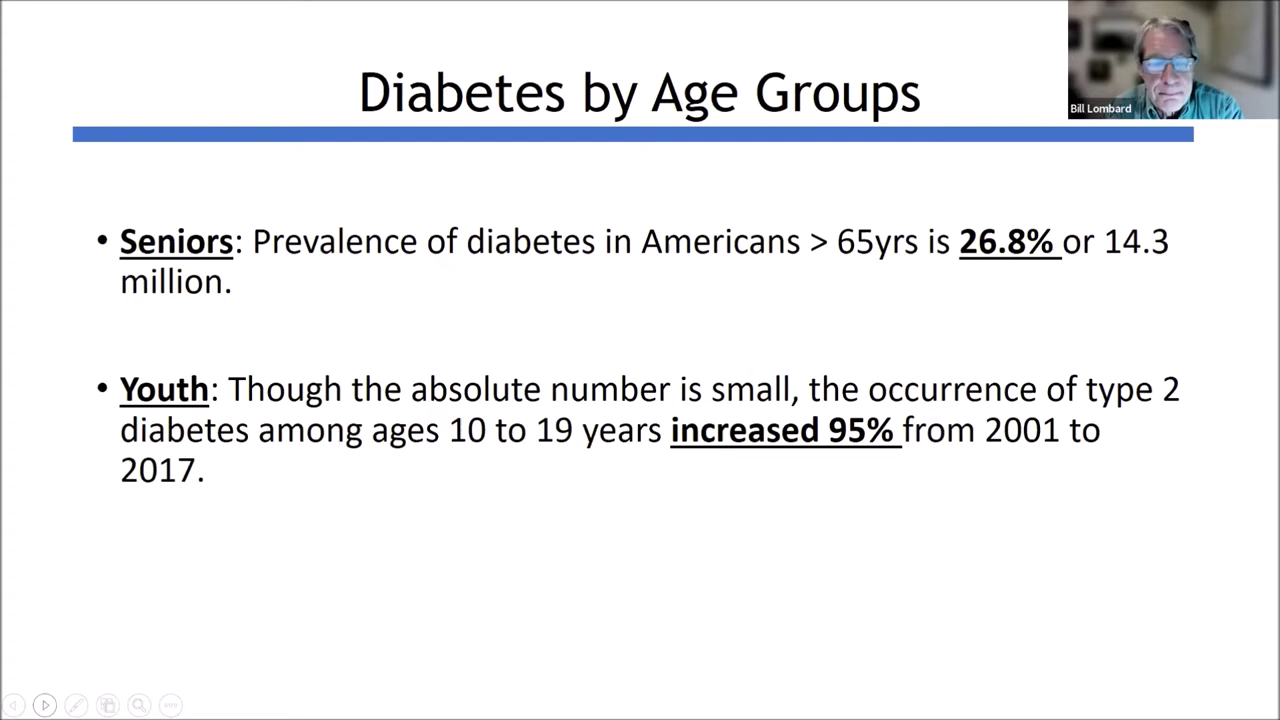 Diabetes by Age Groups
Bill Lombard
• Seniors: Prevalence of diabetes in Americans > 65yrs is 26.8% or 14.3
million.
• Youth: Though the absolute number is small, the occurrence of type 2
diabetes among ages 10 to 19 years increased 95% from 2001 to
2017.